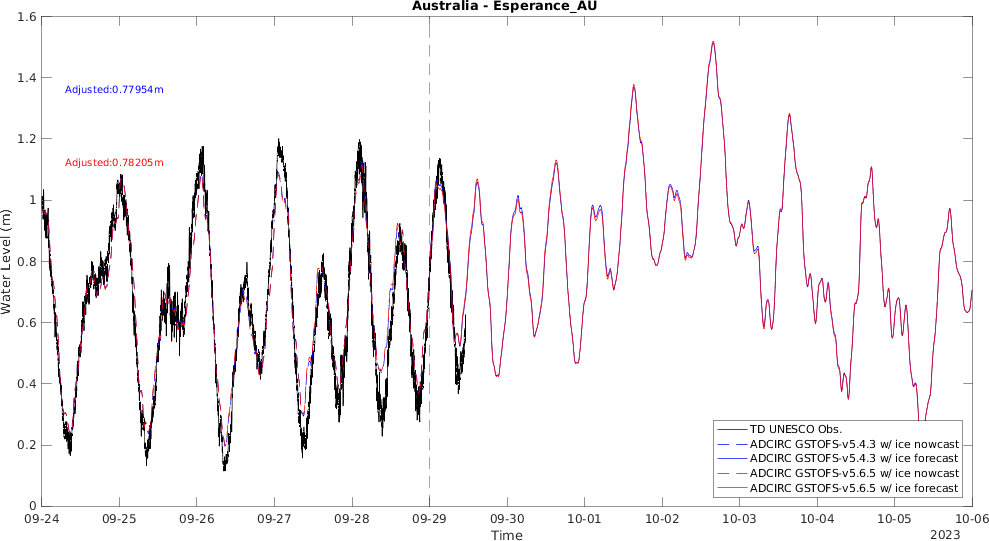 Australia - Esperance_AU
Water Level (m)
1.6
1.4
1.2
1
0.8
0.6
0.4
0.2
0
Adjusted:0.77954m
Adjusted:0.78205m
TD UNESCO Obs.
ADCIRC GSTOFS-v5.4.3 w/ ice nowcast
ADCIRC GSTOFS-v5.4.3 w/ ice forecast
ADCIRC GSTOFS-v5.6.5 w/ ice nowcast
ADCIRC GSTOFS-v5.6.5 w/ ice forecast
09-24 09-25 09-26 09-27 09-28 09-29 09-30 10-01 10-02 10-03 10-04 10-05 10-06
Time
2023